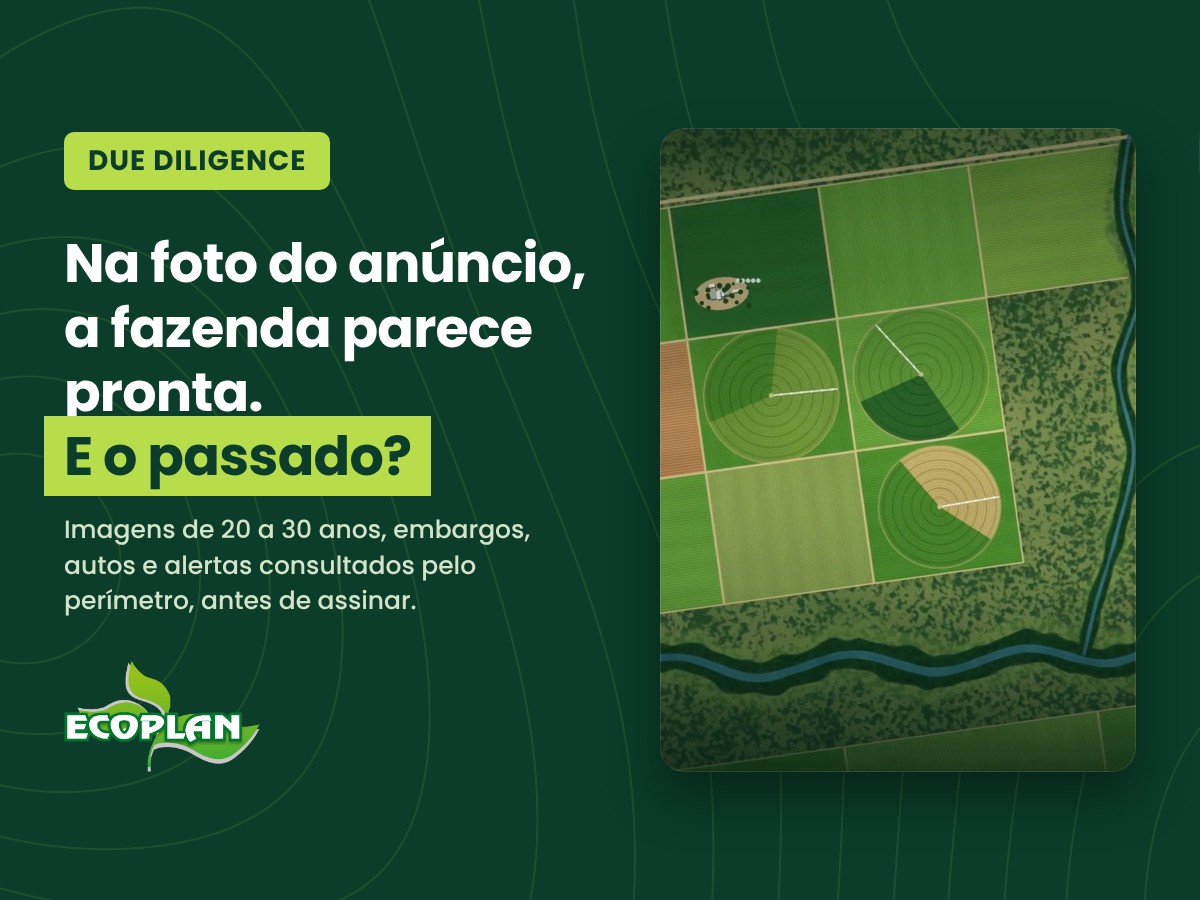 DUE DILIGENCE
Na foto do anúncio,
a fazenda parece
pronta.
E o passado?
Imagens de 20 a 30 anos, embargos,
autos e alertas consultados pelo
perímetro, antes de assinar.
ECOPLAN